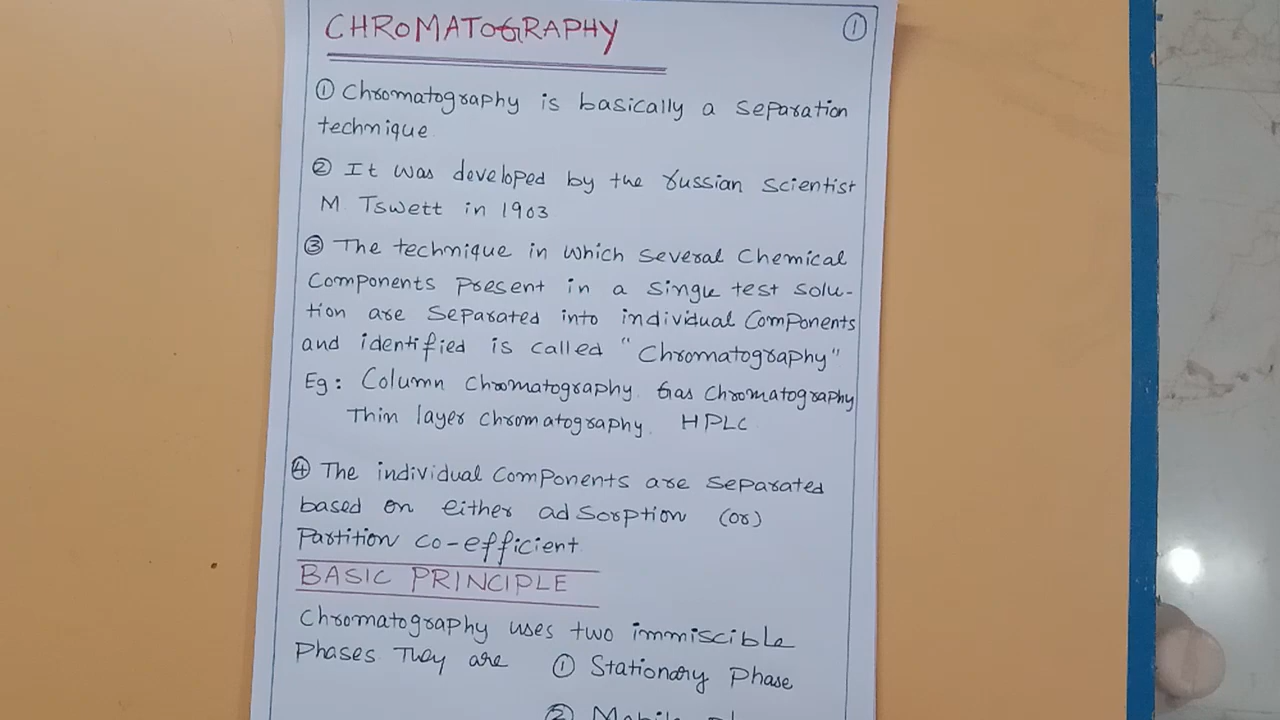 CHROMATOGRAPHY
①
① Chromatography is basically a separation
technique.
② It was developed by the russian scientist
M. Tswett in 1903
③ The technique in which several chemical
Components present in a single test solu-
tion are separated into individual components
and identified is called "Chromatography"
Eg: Column chromatography. Gas chromatography
Thin layer chromatography. HPLC
④ The individual components are separated
based on either adsorption (or)
Partition co-efficient.
BASIC PRINCIPLE
Chromatography uses two immiscible
Phases. They are ① Stationary Phase
② Mobile